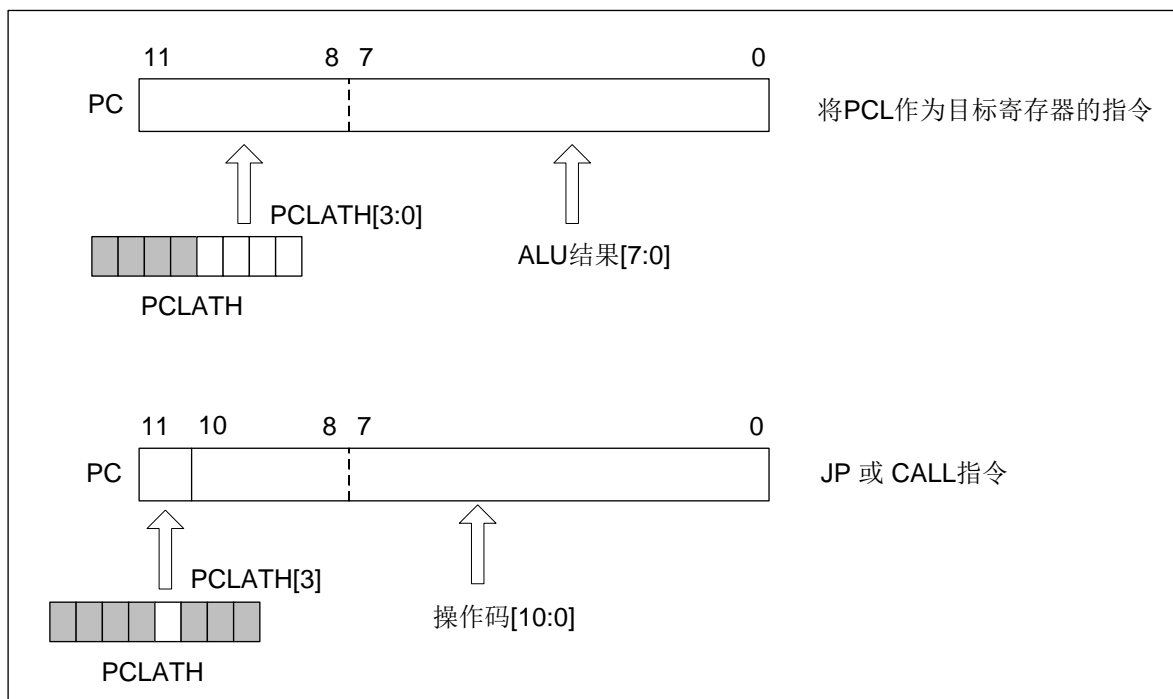 11 8 7 0
PC
将PCL作为目标寄存器的指令
PCLATH[3:0]
ALU结果[7:0]
PCLATH
11 10 8 7 0
PC
JP 或 CALL指令
PCLATH[3]
操作码[10:0]
PCLATH